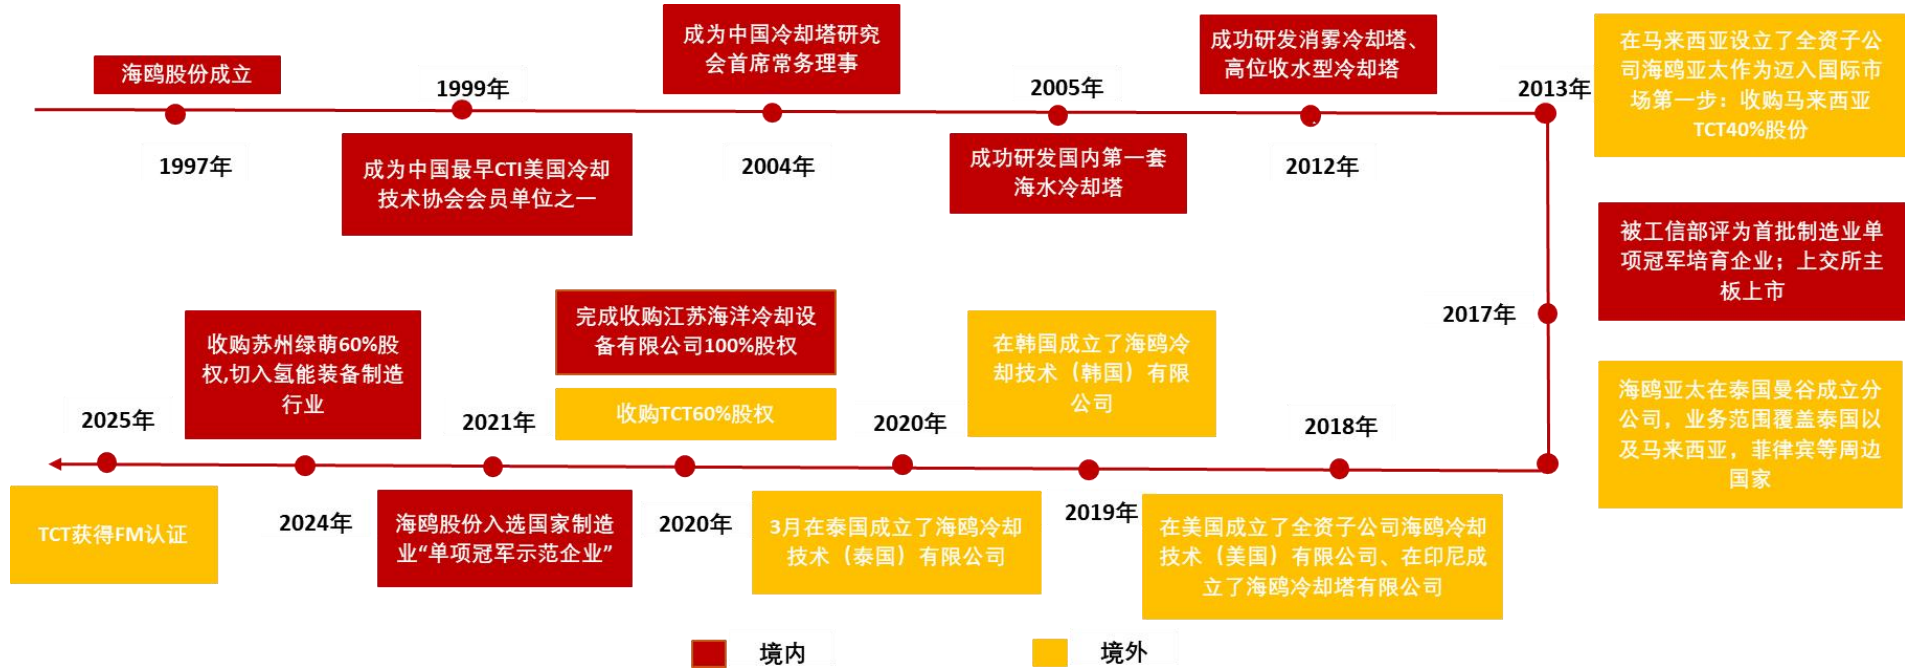 海鸥股份成立
1997年
1999年
成为中国最早CTI美国冷却
技术协会会员单位之一
成为中国冷却塔研究
会首席常务理事
2004年
2005年
成功研发国内第一套
海水冷却塔
成功研发消雾冷却塔、
高位收水型冷却塔
2012年
2013年
在马来西亚设立了全资子公
司海鸥亚太作为迈入国际市
场第一步：收购马来西亚
TCT40%股份
2017年
被工信部评为首批制造业单
项冠军培育企业；上交所主
板上市
海鸥亚太在泰国曼谷成立分
公司，业务范围覆盖泰国以
及马来西亚，菲律宾等周边
国家
2018年
在美国成立了全资子公司海鸥冷却
技术（美国）有限公司、在印尼成
立了海鸥冷却塔有限公司
在韩国成立了海鸥冷
却技术（韩国）有限
公司
2019年
2020年
3月在泰国成立了海鸥冷却
技术（泰国）有限公司
完成收购江苏海洋冷却设
备有限公司100%股权
收购TCT60%股权
2020年
2021年
海鸥股份入选国家制造
业“单项冠军示范企业”
收购苏州绿萌60%股
权,切入氢能装备制造
行业
2024年
2025年
TCT获得FM认证
境内
境外